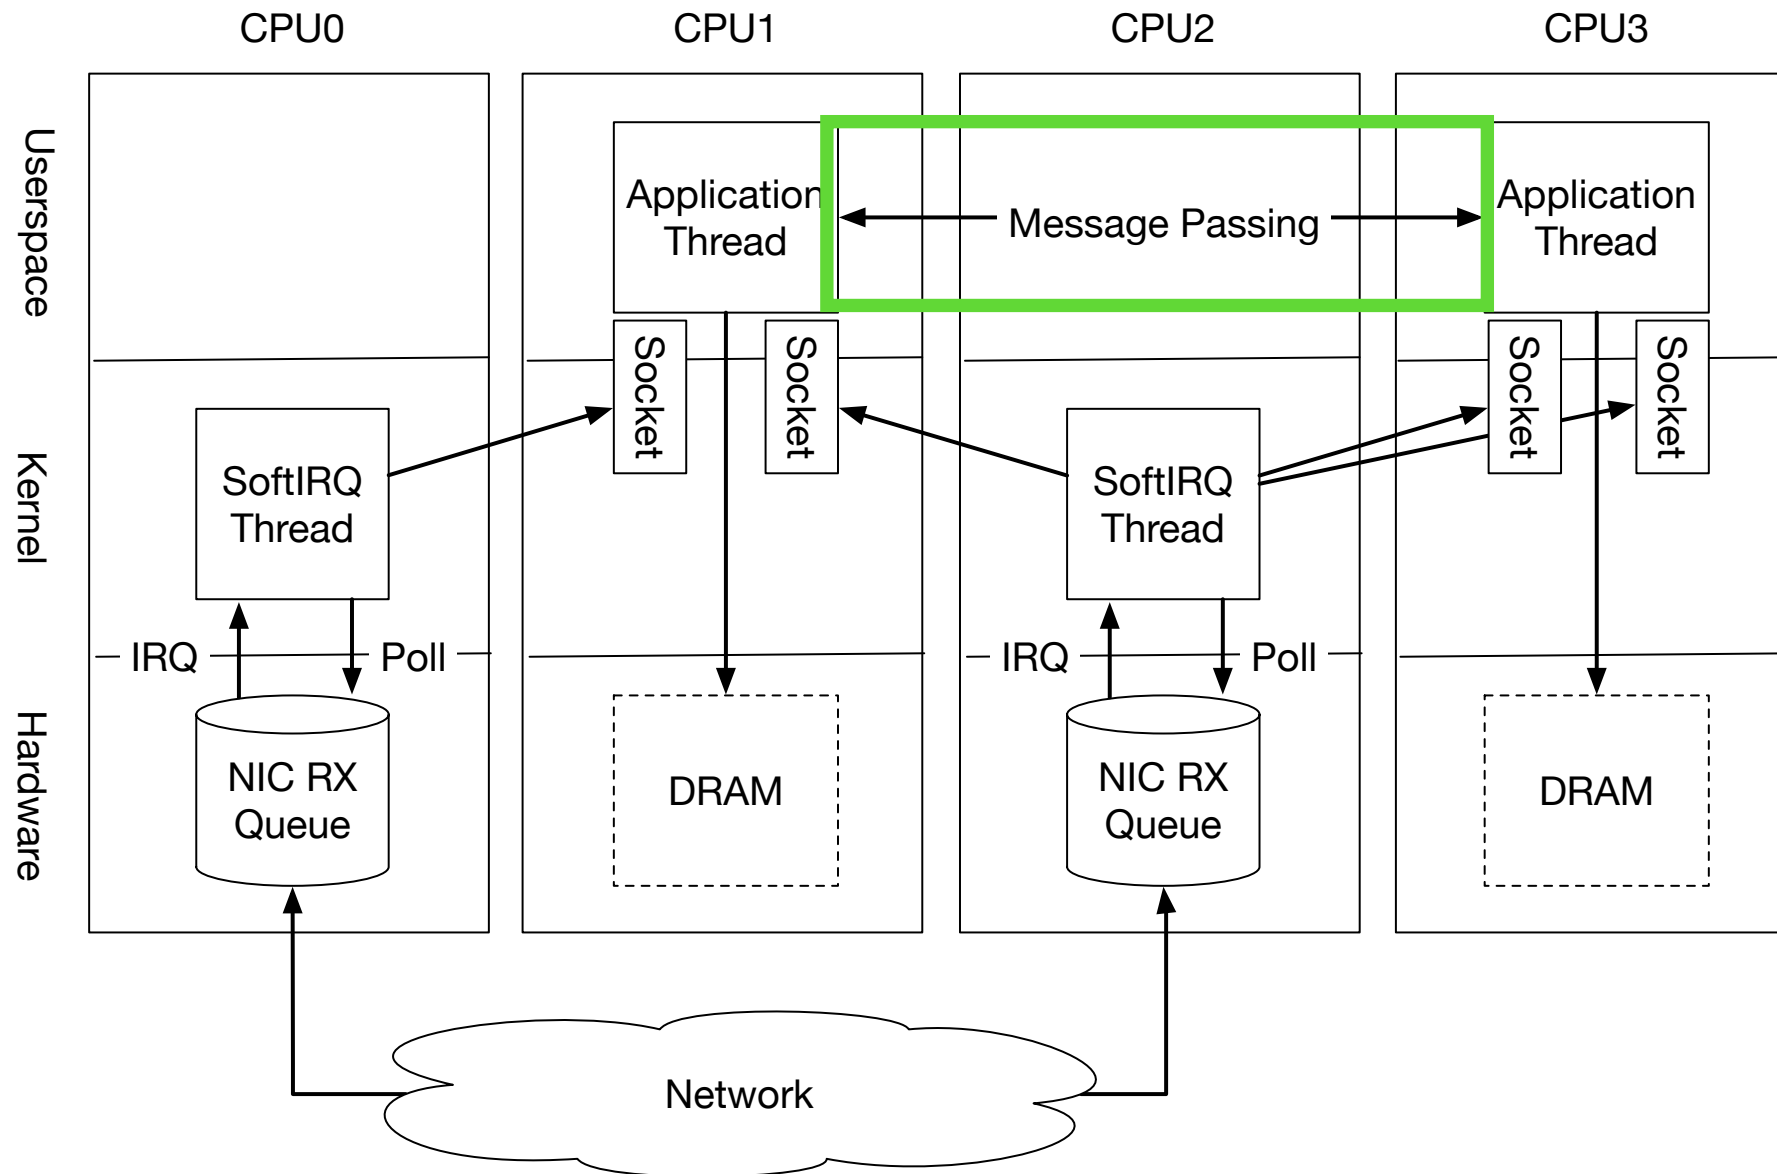 CPU0
CPU1
CPU2
CPU3
Userspace
Application
Thread
Message Passing
Application
Thread
Socket
Socket
Socket
Socket
Kernel
SoftIRQ
Thread
SoftIRQ
Thread
IRQ
Poll
IRQ
Poll
Hardware
NIC RX
Queue
DRAM
NIC RX
Queue
DRAM
Network